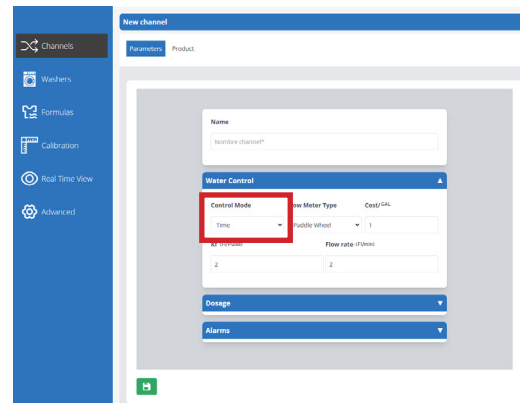 New channel
Channels
Parameters Product
Washers
Formulas
Calibration
Real Time View
Advanced
Name
Nombre channel*
Water Control ▲
Control Mode ow Meter Type Cost/ GAL
Time Paddle Wheel 1
Flow rate- (Fl/min)
2 2
Dosage ▼
Alarms ▼